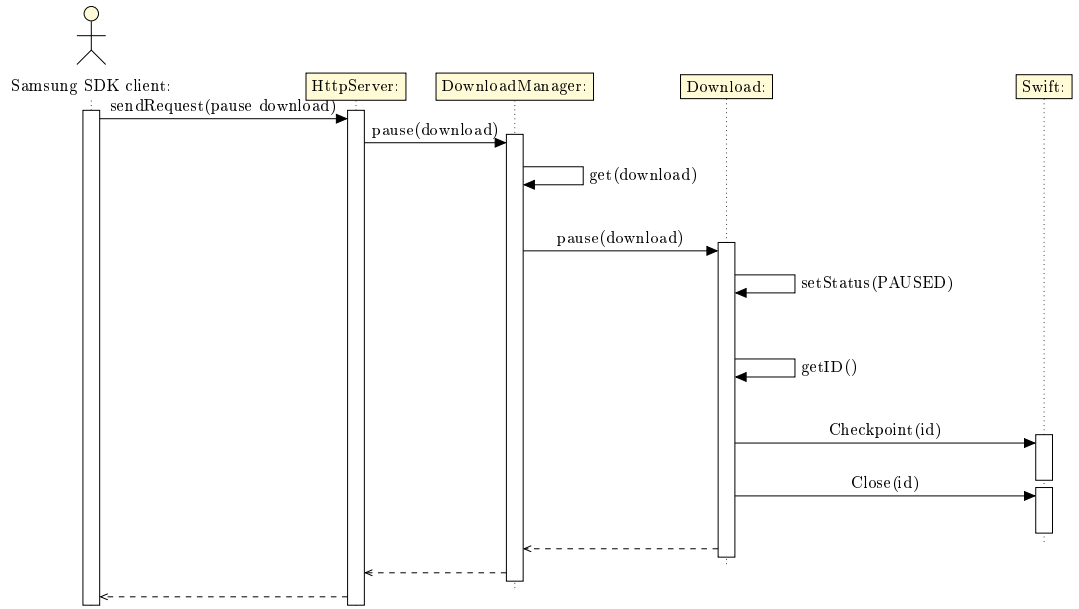 Samsung SDK client:
HttpServer:
DownloadManager:
Download:
Swift:
sendRequest(pause download)
pause(download)
get(download)
pause(download)
setStatus(PAUSED)
getID()
Checkpoint(id)
Close(id)